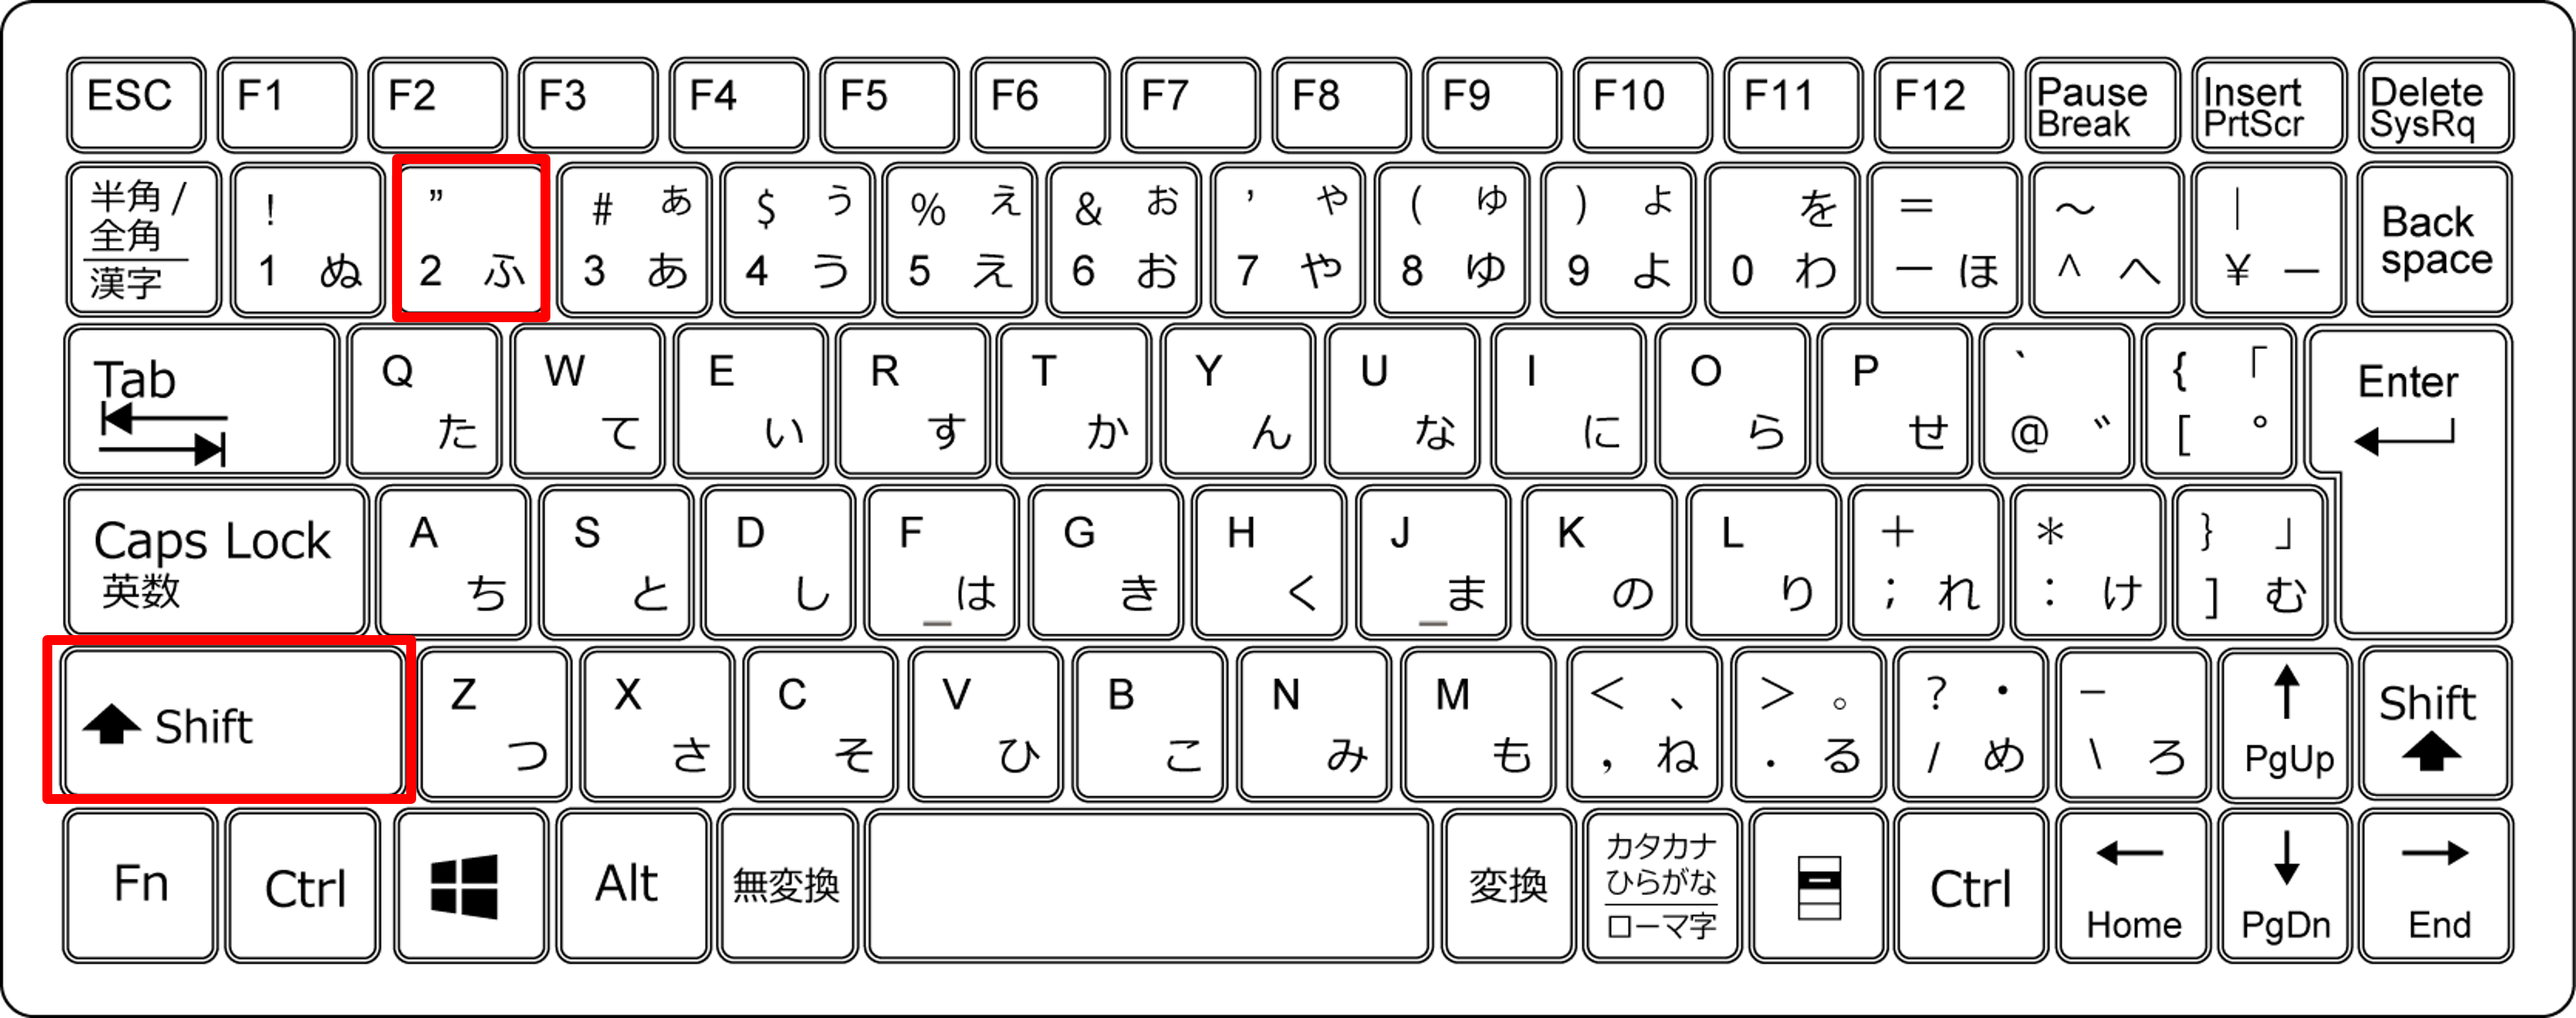 ESC F1 F2 F3 F4 F5 F6 F7 F8 F9 F10 F11 F12 Pause Break Insert PrtScr Delete SysRq
半角/
全角
漢字
! 1 ぬ
” 2 ふ
# あ 3 あ
$ ぅ 4 う
% ぇ 5 え
& ぉ 6 お
’ ゃ 7 や
( ゅ 8 ゆ
) ょ 9 よ
を 0 わ
= ー ほ
～ ^ へ
| ¥ ー
Back
space
Tab
Q た
W て
E い
R す
T か
Y ん
U な
I に
O ら
P せ
` @ ゛
{ 「 [ °
Enter
Caps Lock
英数
A ち
S と
D し
F は
G き
H く
J ま
K の
L り
+ ; れ
* : け
} 」 ] む
Shift
Z つ
X さ
C そ
V ひ
B こ
N み
M も
< 、 , ね
> 。 . る
? ・ / め
_ \ ろ
↑ PgUp
Shift
Fn
Ctrl
Alt
無変換
変換
カタカナ
ひらがな
ローマ字
Ctrl
← Home
↓ PgDn
→ End